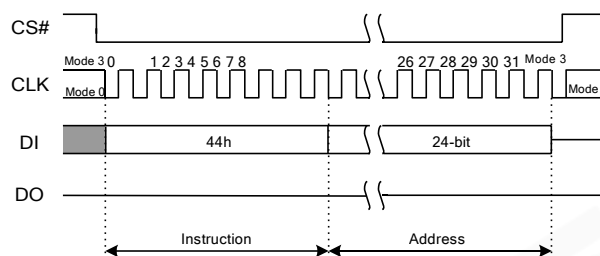 CS#
Mode 3 0 1 2 3 4 5 6 7 8 26 27 28 29 30 31 Mode 3
CLK
Mode 0 Mode
DI 44h 24-bit
DO
Instruction Address